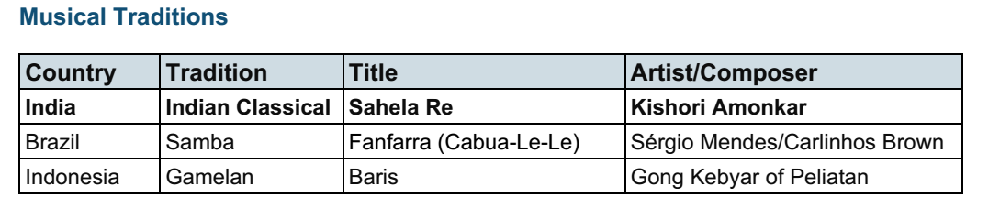 Musical Traditions
Country Tradition Title Artist/Composer
India Indian Classical Sahela Re Kishori Amonkar
Brazil Samba Fanfarra (Cabua-Le-Le) Sérgio Mendes/Carlinhos Brown
Indonesia Gamelan Baris Gong Kebyar of Peliatan